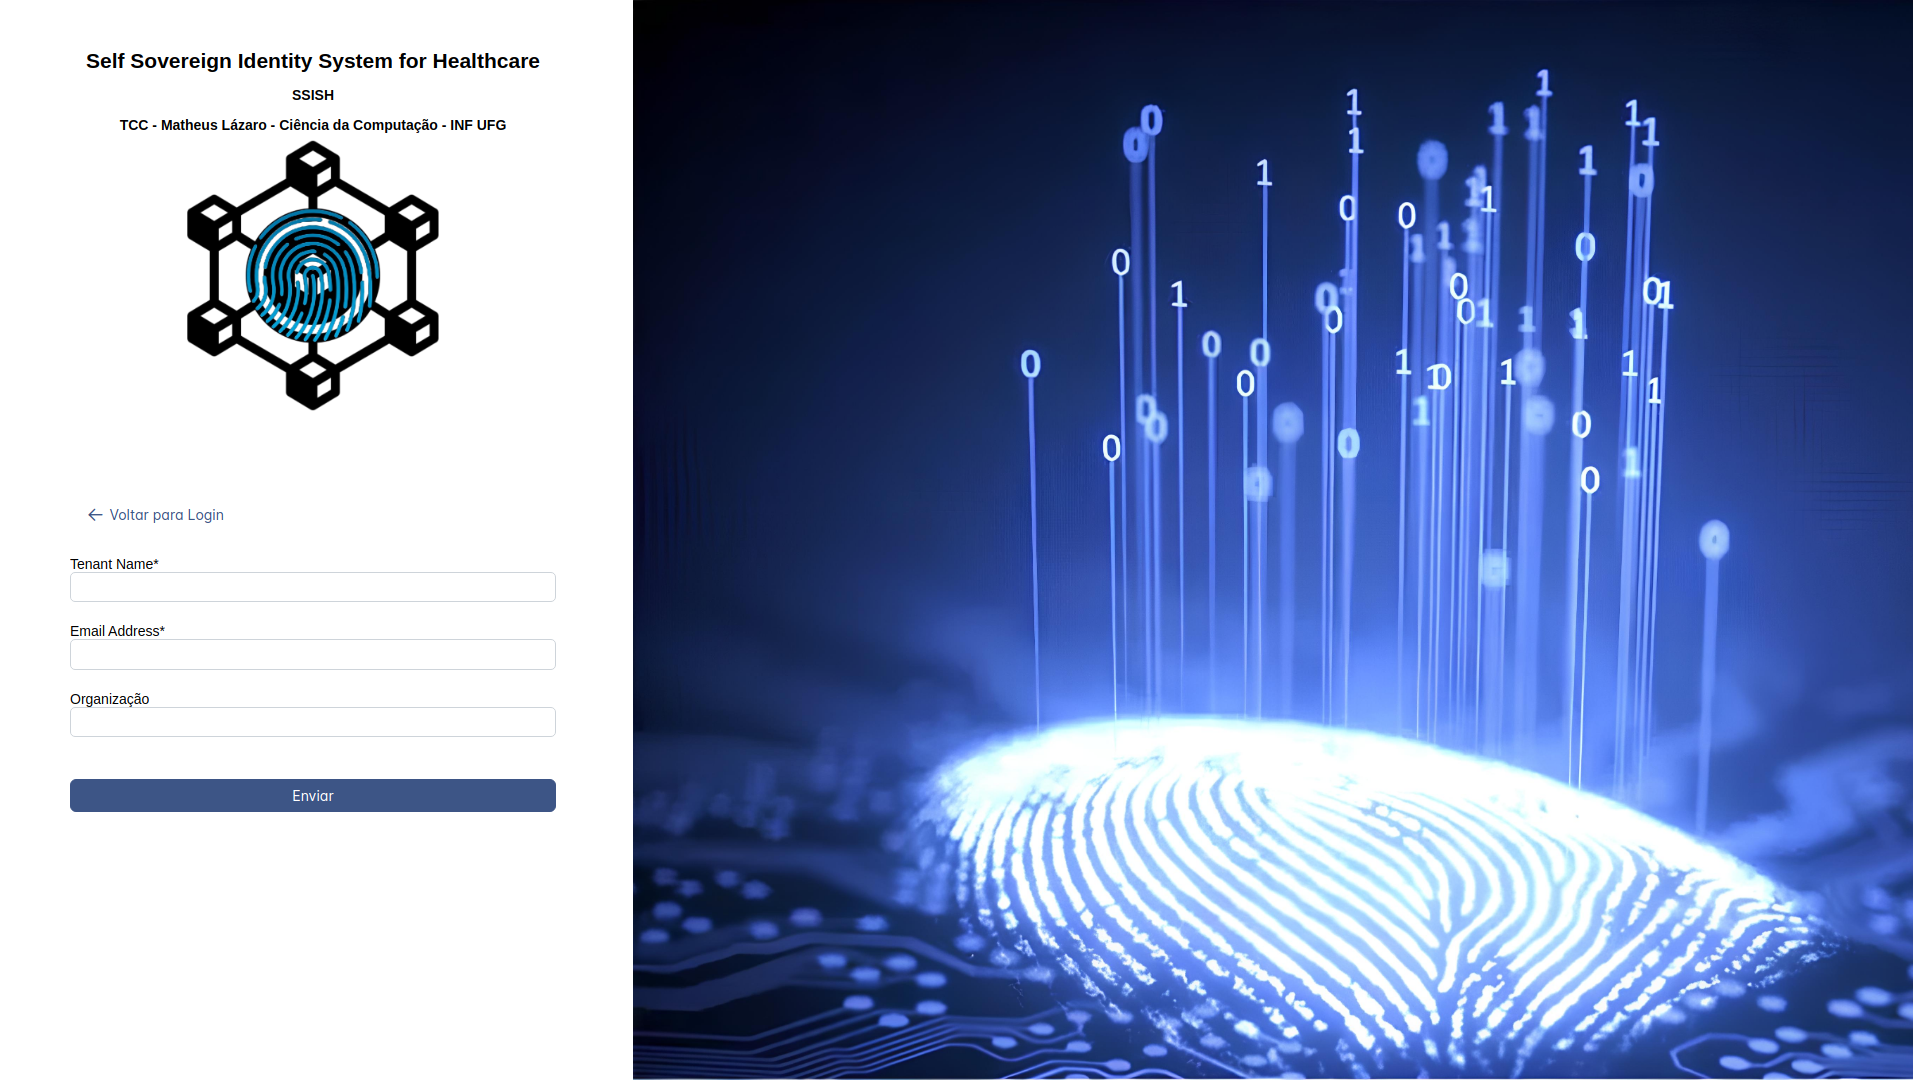 Self Sovereign Identity System for Healthcare
SSISH
TCC - Matheus Lázaro - Ciência da Computação - INF UFG
Voltar para Login
Tenant Name*
Email Address*
Organização
Enviar